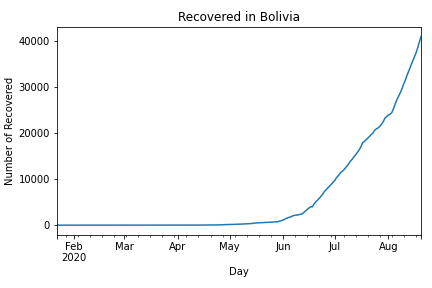 Recovered in Bolivia
Number of Recovered
40000
30000
20000
10000
0
Feb Mar Apr May Jun Jul Aug
2020
Day